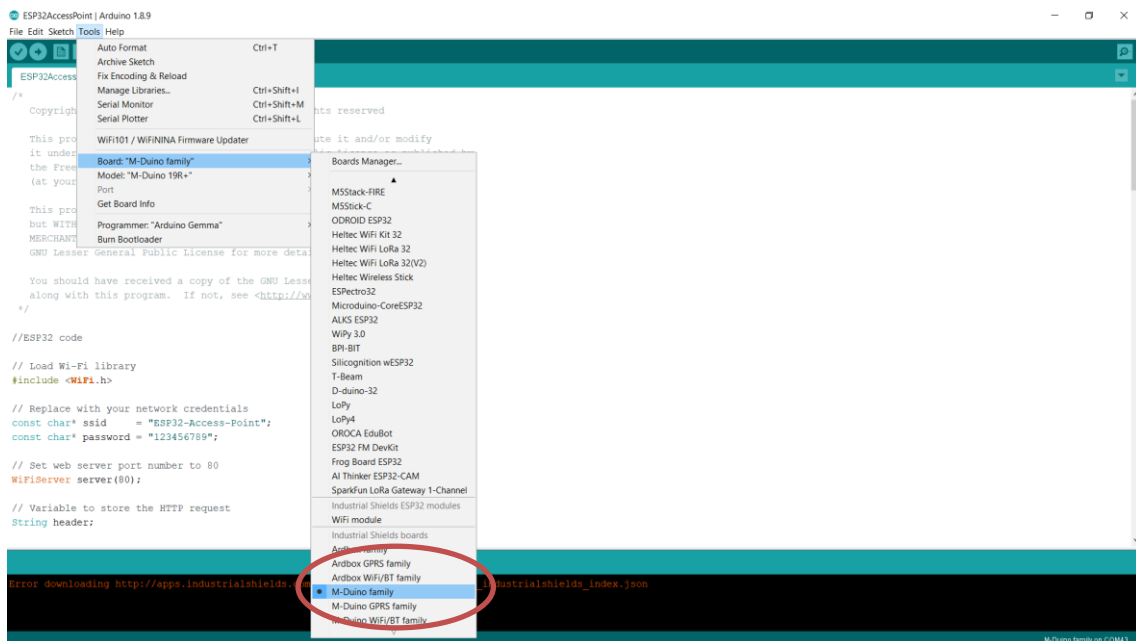 ESP32AccessPoint | Arduino 1.8.9
File Edit Sketch Tools Help
Auto Format Ctrl+T
Archive Sketch
Fix Encoding & Reload
Manage Libraries... Ctrl+Shift+I
Serial Monitor Ctrl+Shift+M
Serial Plotter Ctrl+Shift+L
WiFi101 / WiFiNINA Firmware Updater
Board: "M-Duino family"
Model: "M-Duino 19R+"
Port
Get Board Info
Programmer: "Arduino Gemma"
Burn Bootloader
Boards Manager...
M5Stack-FIRE
M5Stick-C
ODROID ESP32
Heltec WiFi Kit 32
Heltec WiFi LoRa 32
Heltec WiFi LoRa 32(V2)
Heltec Wireless Stick
ESPectro32
Microduino-CoreESP32
ALKS ESP32
WiPy 3.0
BPI-BIT
Silicognition wESP32
T-Beam
D-duino-32
LoPy
LoPy4
OROCA EduBot
ESP32 FM DevKit
Frog Board ESP32
AI Thinker ESP32-CAM
SparkFun LoRa Gateway 1-Channel
Industrial Shields ESP32 modules
WiFi module
Industrial Shields boards
Ardbox family
Ardbox GPRS family
Ardbox WiFi/BT family
M-Duino family
M-Duino GPRS family
M-Duino WiFi/BT family
ESP32Access
/*
Copyrigh hts reserved
This pro ute it and/or modify
it under
the Free
(at your
This pro
but WITH
MERCHANT
GNU Lesser General Public License for more deta
You should have received a copy of the GNU Lesse
along with this program. If not, see <http://w
*/
//ESP32 code
// Load Wi-Fi library
#include <WiFi.h>
// Replace with your network credentials
const char* ssid = "ESP32-Access-Point";
const char* password = "123456789";
// Set web server port number to 80
WiFiServer server(80);
// Variable to store the HTTP request
String header;
Error downloading http://apps.industrialshields.com industrialshields_index.json
M-Duino family on COM43